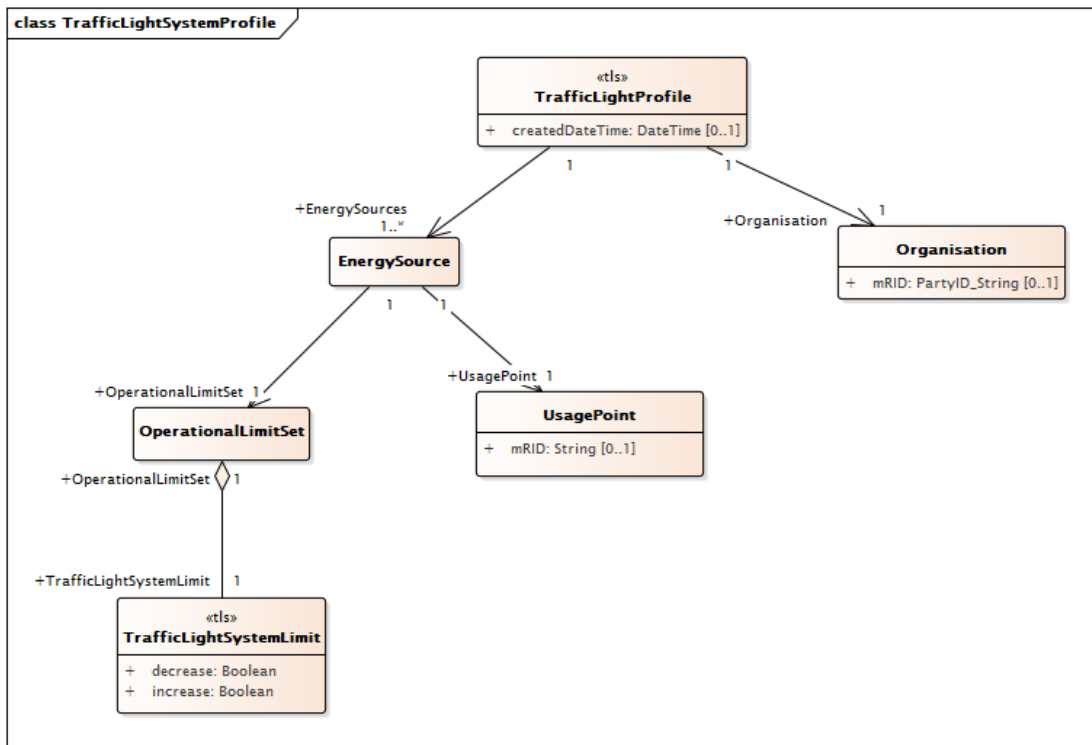 class TrafficLightSystemProfile
«tls»
TrafficLightProfile
+ createdDateTime: DateTime [0..1]
1
1
+EnergySources
1..*
+Organisation
1
EnergySource
Organisation
+ mRID: PartyID_String [0..1]
1
1
+OperationalLimitSet 1
+UsagePoint 1
OperationalLimitSet
UsagePoint
+ mRID: String [0..1]
+OperationalLimitSet 1
+TrafficLightSystemLimit 1
«tls»
TrafficLightSystemLimit
+ decrease: Boolean
+ increase: Boolean